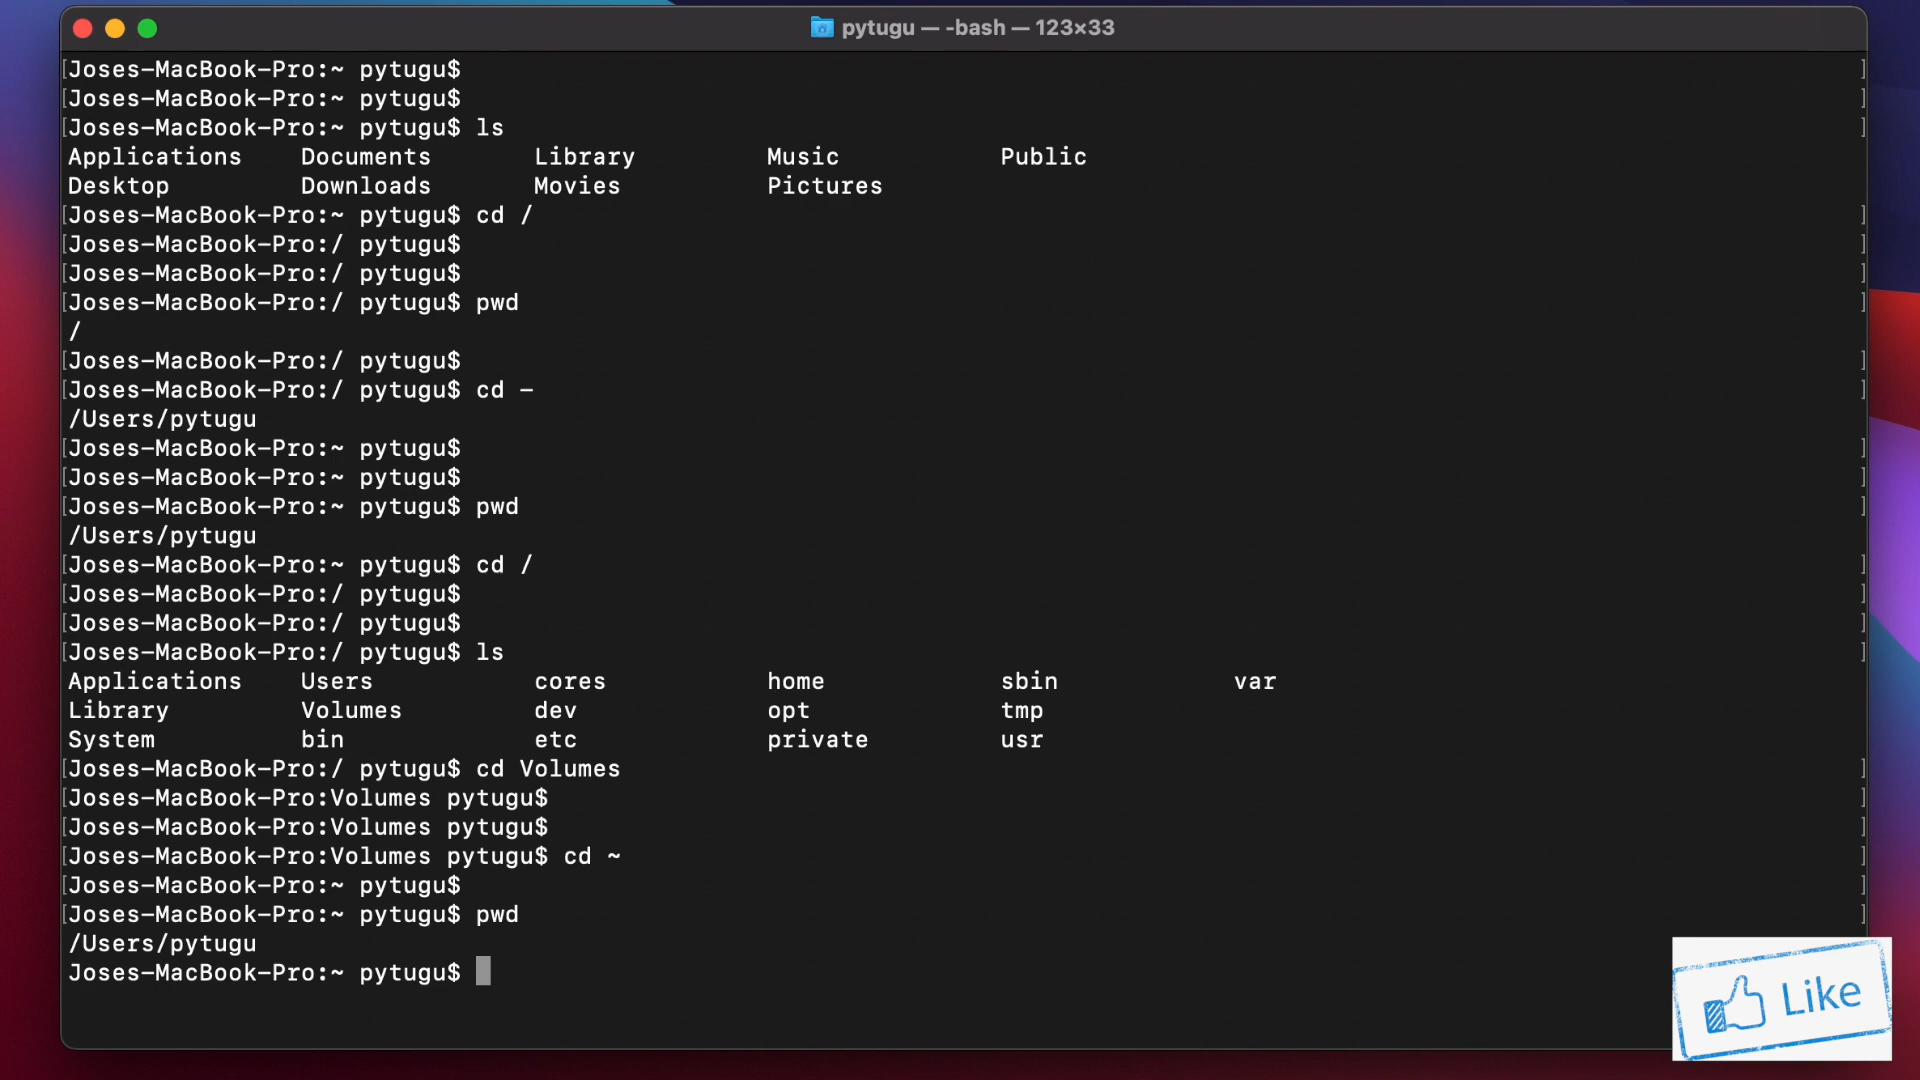 pytugu — -bash — 123×33
[Joses-MacBook-Pro:~ pytugu$ ]
[Joses-MacBook-Pro:~ pytugu$ ]
[Joses-MacBook-Pro:~ pytugu$ ls ]
Applications Documents Library Music Public
Desktop Downloads Movies Pictures
[Joses-MacBook-Pro:~ pytugu$ cd / ]
[Joses-MacBook-Pro:/ pytugu$ ]
[Joses-MacBook-Pro:/ pytugu$ ]
[Joses-MacBook-Pro:/ pytugu$ pwd ]
/
[Joses-MacBook-Pro:/ pytugu$ ]
[Joses-MacBook-Pro:/ pytugu$ cd - ]
/Users/pytugu
[Joses-MacBook-Pro:~ pytugu$ ]
[Joses-MacBook-Pro:~ pytugu$ ]
[Joses-MacBook-Pro:~ pytugu$ pwd ]
/Users/pytugu
[Joses-MacBook-Pro:~ pytugu$ cd / ]
[Joses-MacBook-Pro:/ pytugu$ ]
[Joses-MacBook-Pro:/ pytugu$ ]
[Joses-MacBook-Pro:/ pytugu$ ls ]
Applications Users cores home sbin var
Library Volumes dev opt tmp
System bin etc private usr
[Joses-MacBook-Pro:/ pytugu$ cd Volumes ]
[Joses-MacBook-Pro:Volumes pytugu$ ]
[Joses-MacBook-Pro:Volumes pytugu$ ]
[Joses-MacBook-Pro:Volumes pytugu$ cd ~ ]
[Joses-MacBook-Pro:~ pytugu$ ]
[Joses-MacBook-Pro:~ pytugu$ pwd ]
/Users/pytugu
Joses-MacBook-Pro:~ pytugu$
Like